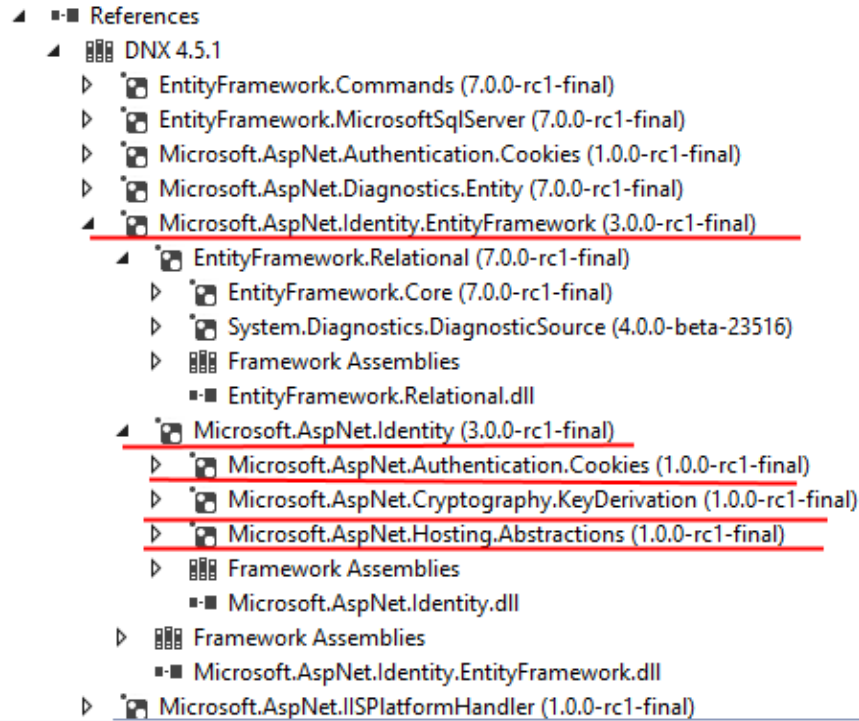 References
DNX 4.5.1
EntityFramework.Commands (7.0.0-rc1-final)
EntityFramework.MicrosoftSqlServer (7.0.0-rc1-final)
Microsoft.AspNet.Authentication.Cookies (1.0.0-rc1-final)
Microsoft.AspNet.Diagnostics.Entity (7.0.0-rc1-final)
Microsoft.AspNet.Identity.EntityFramework (3.0.0-rc1-final)
EntityFramework.Relational (7.0.0-rc1-final)
EntityFramework.Core (7.0.0-rc1-final)
System.Diagnostics.DiagnosticSource (4.0.0-beta-23516)
Framework Assemblies
EntityFramework.Relational.dll
Microsoft.AspNet.Identity (3.0.0-rc1-final)
Microsoft.AspNet.Authentication.Cookies (1.0.0-rc1-final)
Microsoft.AspNet.Cryptography.KeyDerivation (1.0.0-rc1-final)
Microsoft.AspNet.Hosting.Abstractions (1.0.0-rc1-final)
Framework Assemblies
Microsoft.AspNet.Identity.dll
Framework Assemblies
Microsoft.AspNet.Identity.EntityFramework.dll
Microsoft.AspNet.IISPlatformHandler (1.0.0-rc1-final)